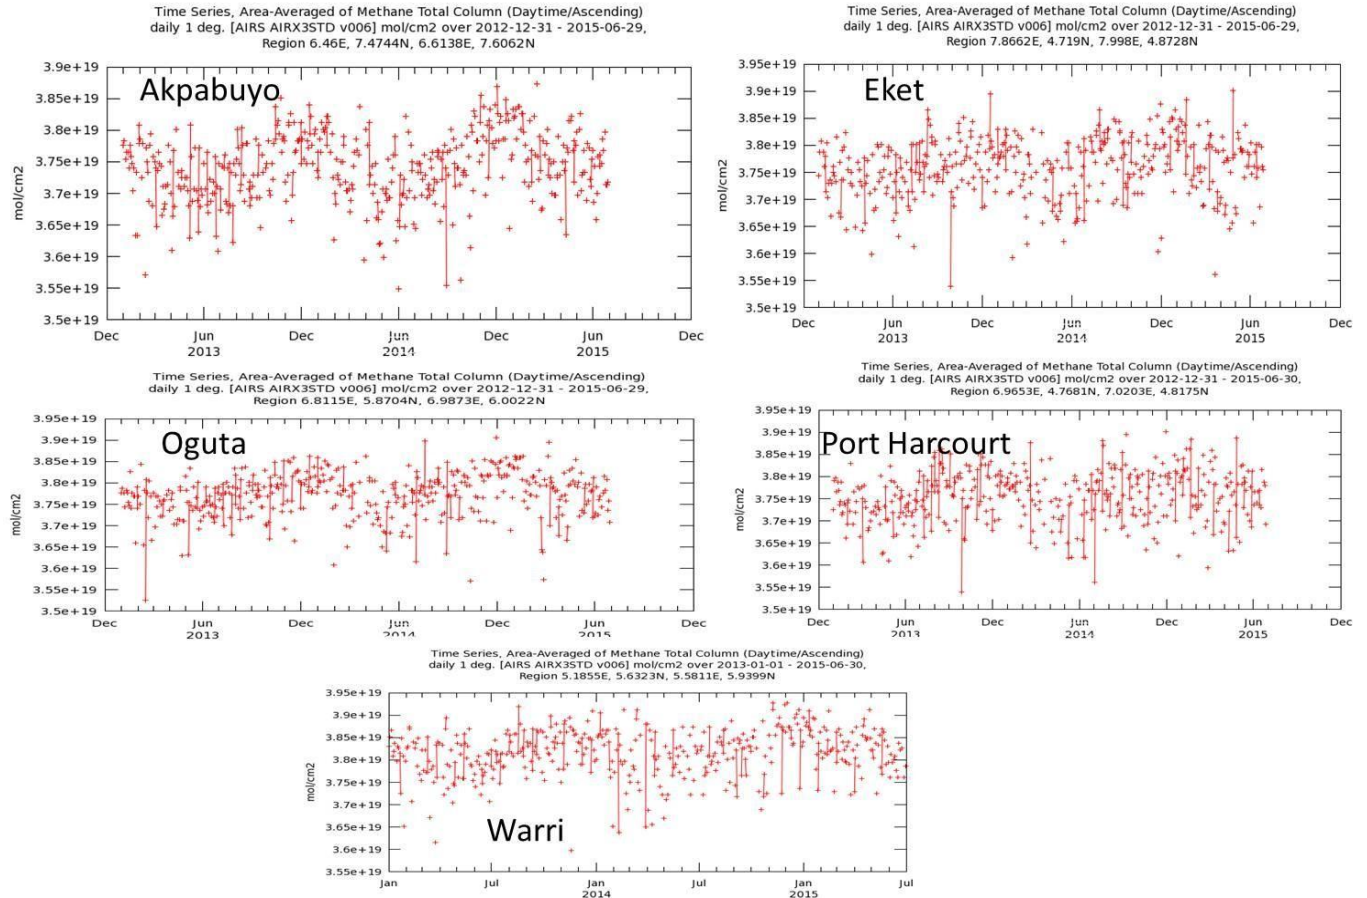 Time Series, Area-Averaged of Methane Total Column (Daytime/Ascending)
daily 1 deg. [AIRS AIRX3STD v006] mol/cm2 over 2012-12-31 - 2015-06-29,
Region 6.46E, 7.4744N, 6.6138E, 7.6062N
Akpabuyo
mol/cm2
3.9e+19
3.85e+19
3.8e+19
3.75e+19
3.7e+19
3.65e+19
3.6e+19
3.55e+19
3.5e+19
Dec Jun Dec Jun Dec Jun Dec
2013 2014 2015
Time Series, Area-Averaged of Methane Total Column (Daytime/Ascending)
daily 1 deg. [AIRS AIRX3STD v006] mol/cm2 over 2012-12-31 - 2015-06-29,
Region 7.8662E, 4.719N, 7.998E, 4.8728N
Eket
mol/cm2
3.95e+19
3.9e+19
3.85e+19
3.8e+19
3.75e+19
3.7e+19
3.65e+19
3.6e+19
3.55e+19
3.5e+19
Dec Jun Dec Jun Dec Jun Dec
2013 2014 2015
Time Series, Area-Averaged of Methane Total Column (Daytime/Ascending)
daily 1 deg. [AIRS AIRX3STD v006] mol/cm2 over 2012-12-31 - 2015-06-29,
Region 6.8115E, 5.8704N, 6.9873E, 6.0022N
Oguta
mol/cm2
3.95e+19
3.9e+19
3.85e+19
3.8e+19
3.75e+19
3.7e+19
3.65e+19
3.6e+19
3.55e+19
3.5e+19
Dec Jun Dec Jun Dec Jun Dec
2013 2014 2015
Time Series, Area-Averaged of Methane Total Column (Daytime/Ascending)
daily 1 deg. [AIRS AIRX3STD v006] mol/cm2 over 2012-12-31 - 2015-06-30,
Region 6.9653E, 4.7681N, 7.0203E, 4.8175N
Port Harcourt
mol/cm2
3.95e+19
3.9e+19
3.85e+19
3.8e+19
3.75e+19
3.7e+19
3.65e+19
3.6e+19
3.55e+19
3.5e+19
Dec Jun Dec Jun Dec Jun Dec
2013 2014 2015
Time Series, Area-Averaged of Methane Total Column (Daytime/Ascending)
daily 1 deg. [AIRS AIRX3STD v006] mol/cm2 over 2013-01-01 - 2015-06-30,
Region 5.1855E, 5.6323N, 5.5811E, 5.9399N
Warri
mol/cm2
3.95e+19
3.9e+19
3.85e+19
3.8e+19
3.75e+19
3.7e+19
3.65e+19
3.6e+19
3.55e+19
Jan Jul Jan Jul Jan Jul
2014 2015